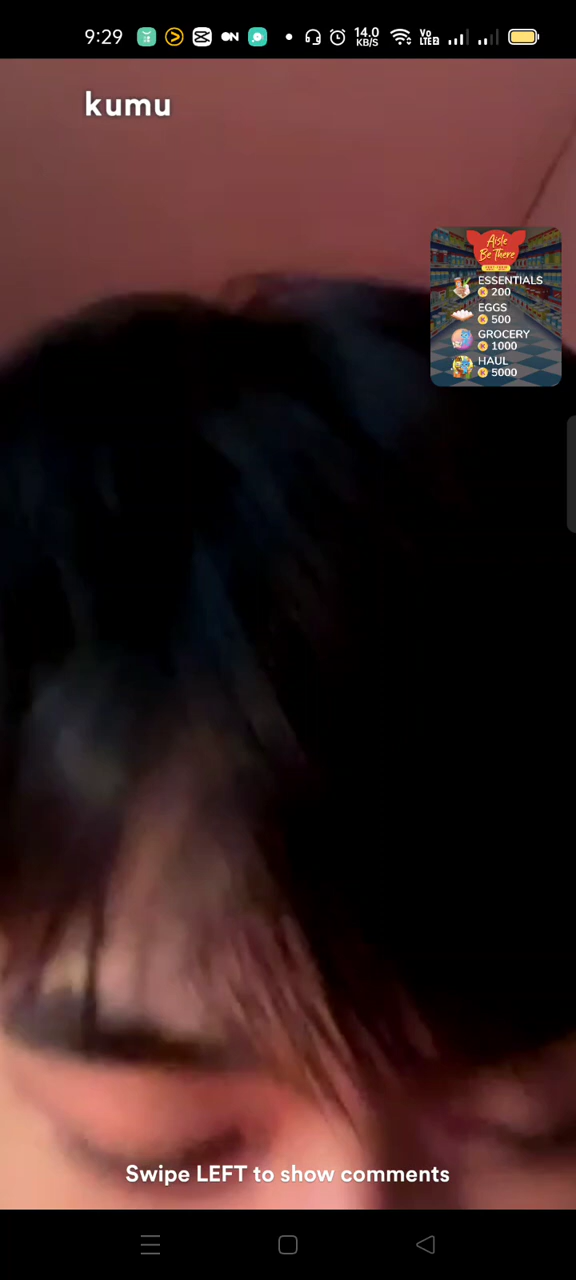 9:29
14.0
KB/S
Vo
LTE2
kumu
Aisle
Be There
ESSENTIALS
200
EGGS
500
GROCERY
1000
HAUL
5000
Swipe LEFT to show comments